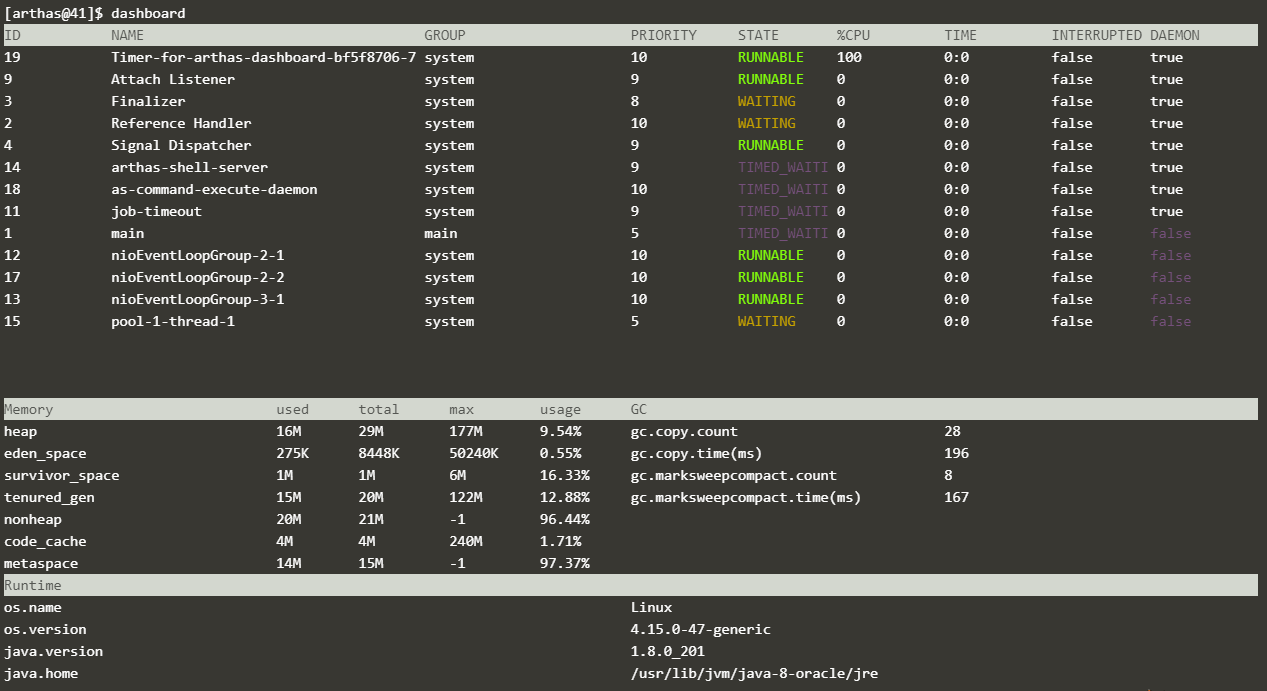 [arthas@41]$ dashboard
ID NAME GROUP PRIORITY STATE %CPU TIME INTERRUPTED DAEMON
19 Timer-for-arthas-dashboard-bf5f8706-7 system 10 RUNNABLE 100 0:0 false true
9 Attach Listener system 9 RUNNABLE 0 0:0 false true
3 Finalizer system 8 WAITING 0 0:0 false true
2 Reference Handler system 10 WAITING 0 0:0 false true
4 Signal Dispatcher system 9 RUNNABLE 0 0:0 false true
14 arthas-shell-server system 9 TIMED_WAITI 0 0:0 false true
18 as-command-execute-daemon system 10 TIMED_WAITI 0 0:0 false true
11 job-timeout system 9 TIMED_WAITI 0 0:0 false true
1 main main 5 TIMED_WAITI 0 0:0 false false
12 nioEventLoopGroup-2-1 system 10 RUNNABLE 0 0:0 false false
17 nioEventLoopGroup-2-2 system 10 RUNNABLE 0 0:0 false false
13 nioEventLoopGroup-3-1 system 10 RUNNABLE 0 0:0 false false
15 pool-1-thread-1 system 5 WAITING 0 0:0 false false
Memory used total max usage GC
heap 16M 29M 177M 9.54% gc.copy.count 28
eden_space 275K 8448K 50240K 0.55% gc.copy.time(ms) 196
survivor_space 1M 1M 6M 16.33% gc.marksweepcompact.count 8
tenured_gen 15M 20M 122M 12.88% gc.marksweepcompact.time(ms) 167
nonheap 20M 21M -1 96.44%
code_cache 4M 4M 240M 1.71%
metaspace 14M 15M -1 97.37%
Runtime
os.name Linux
os.version 4.15.0-47-generic
java.version 1.8.0_201
java.home /usr/lib/jvm/java-8-oracle/jre